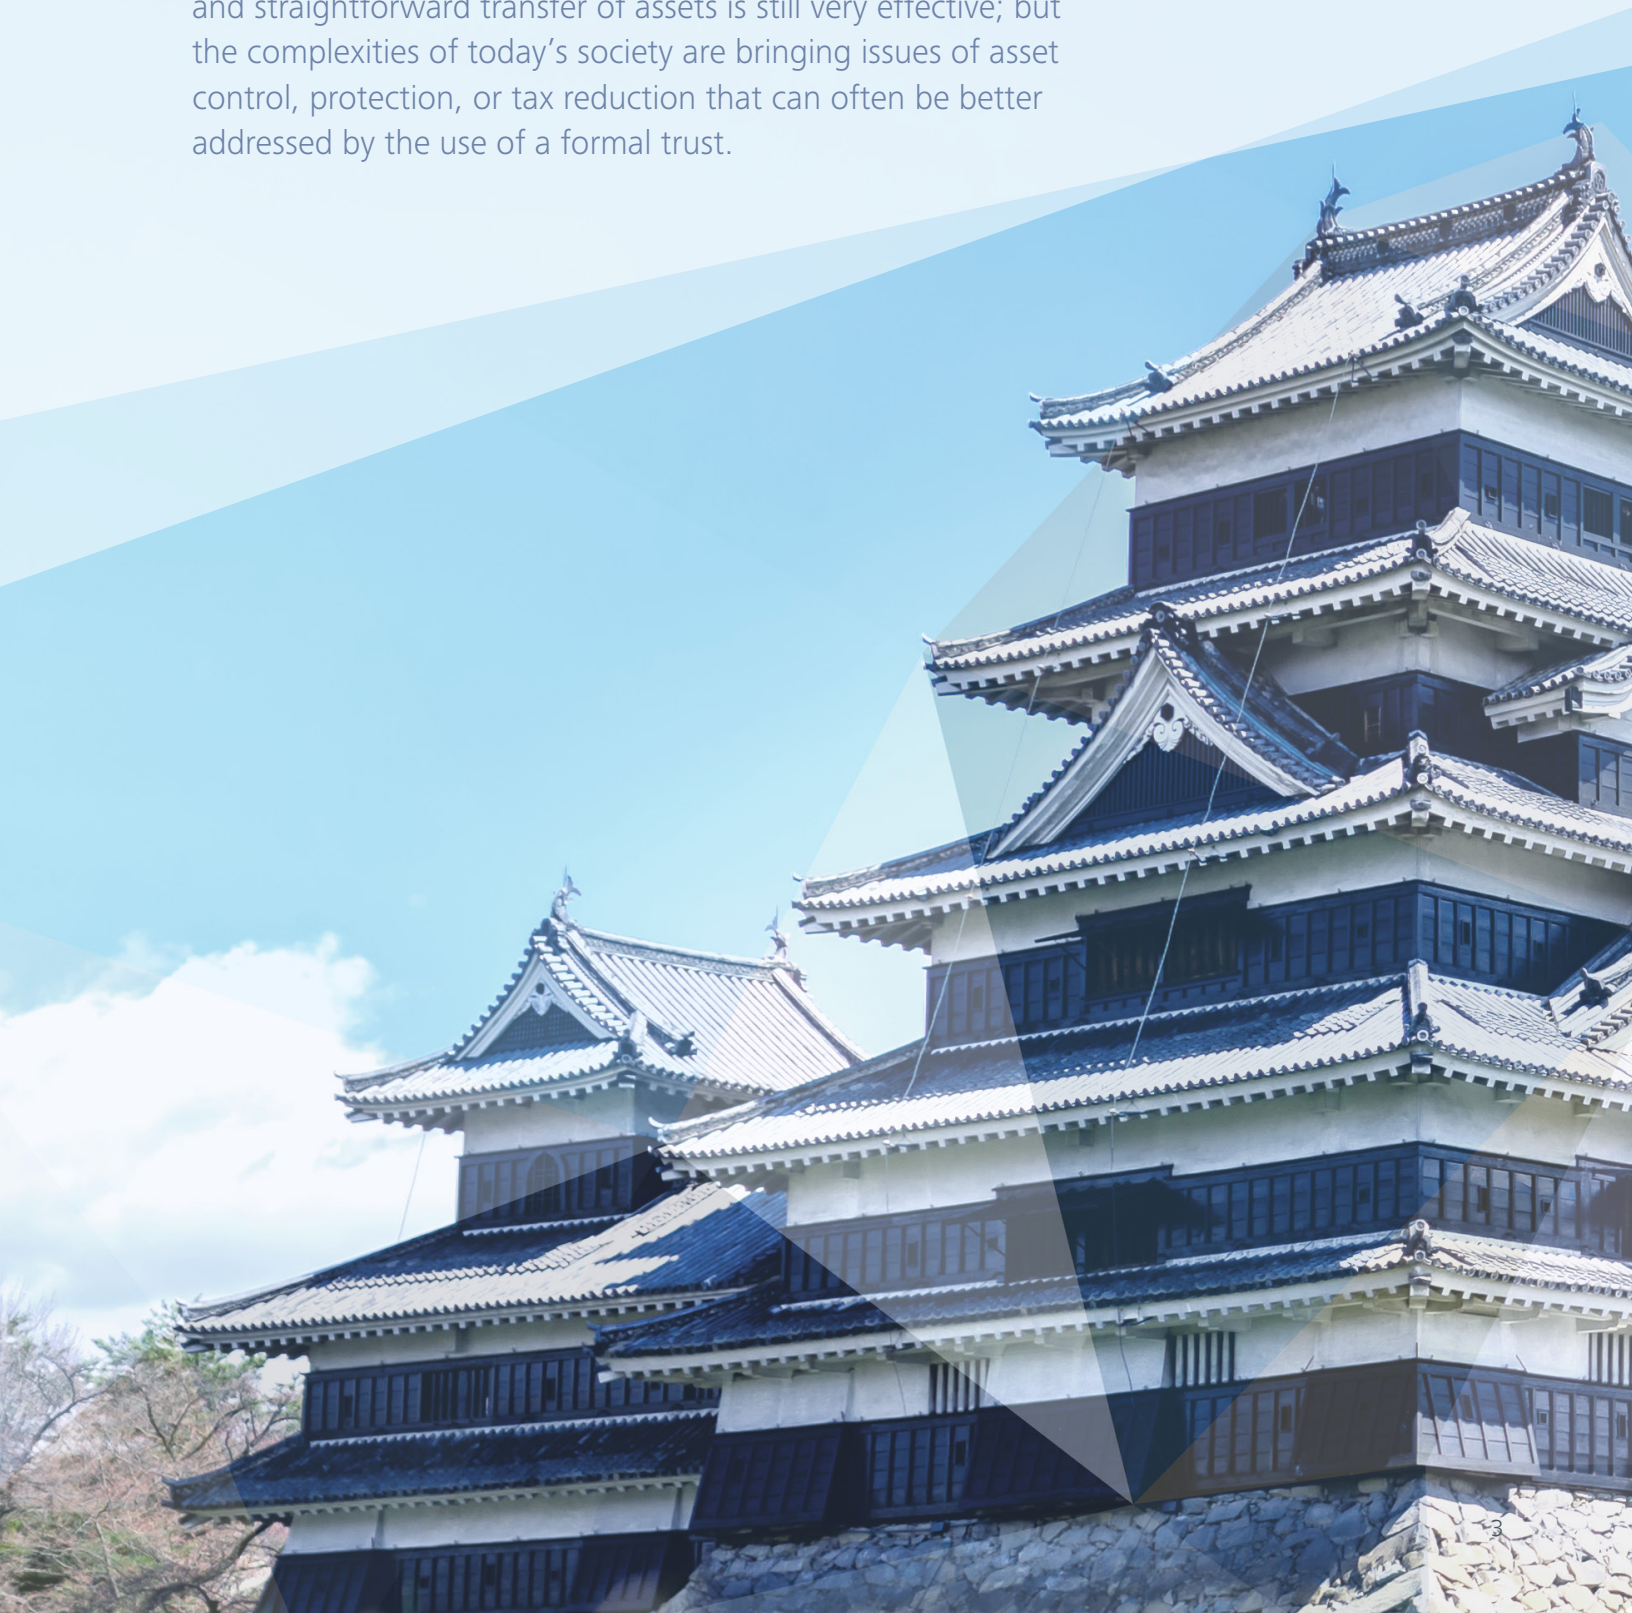 and straightforward transfer of assets is still very effective; but
the complexities of today’s society are bringing issues of asset
control, protection, or tax reduction that can often be better
addressed by the use of a formal trust.
3